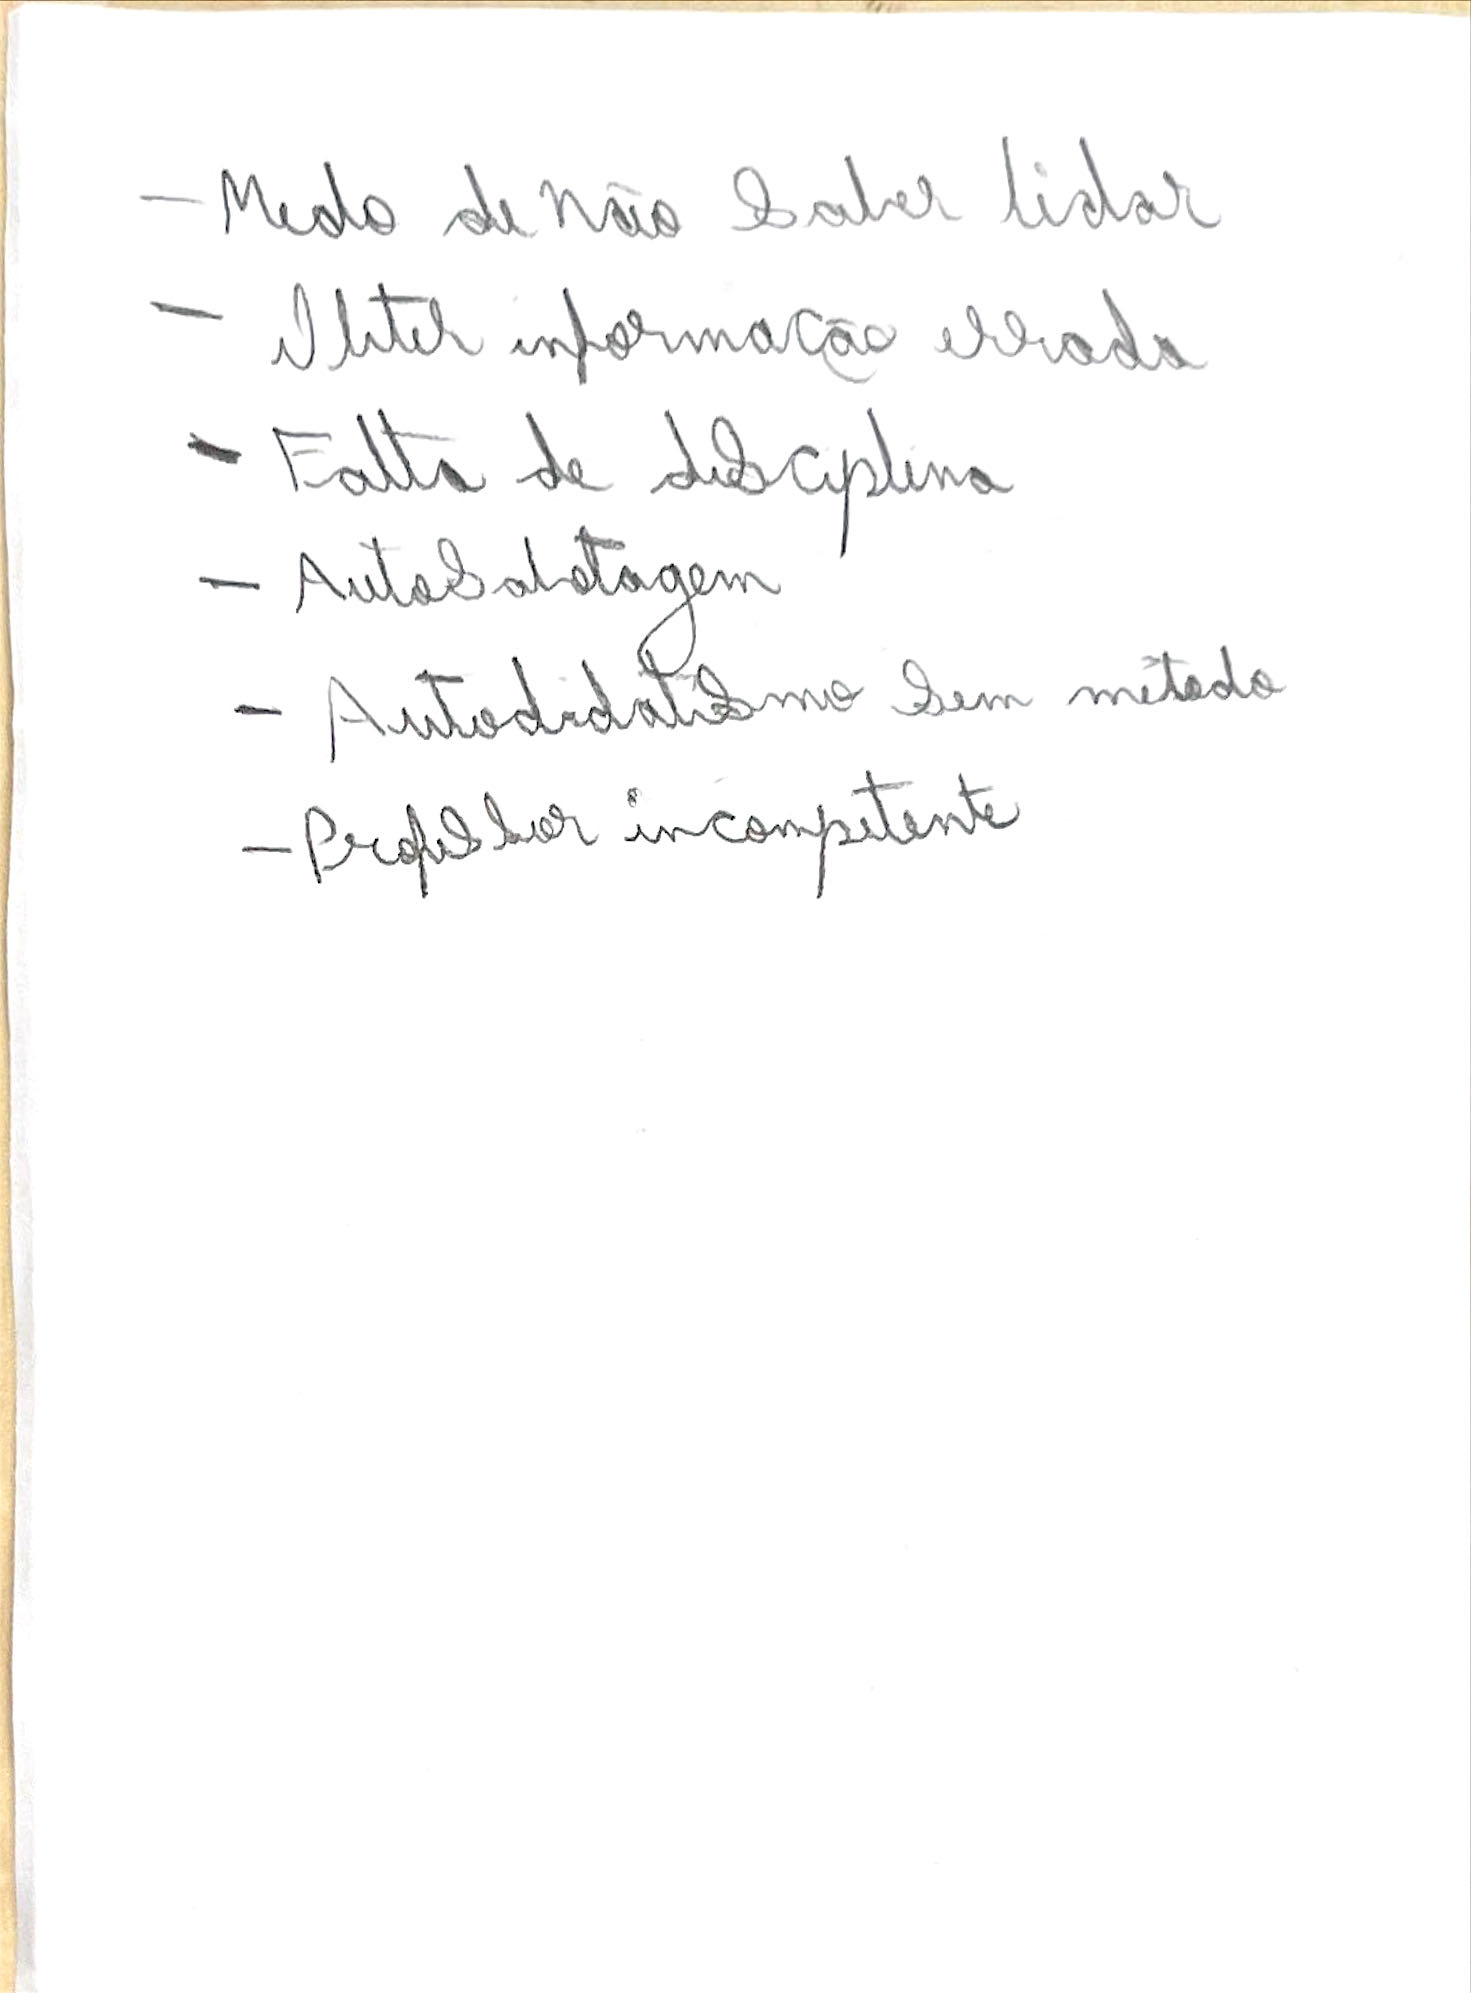 - Medo de não saber lidar
- Obter informação errada
- Falta de disciplina
- Autosabotagem
- Autodidatismo sem método
- Professor incompetente